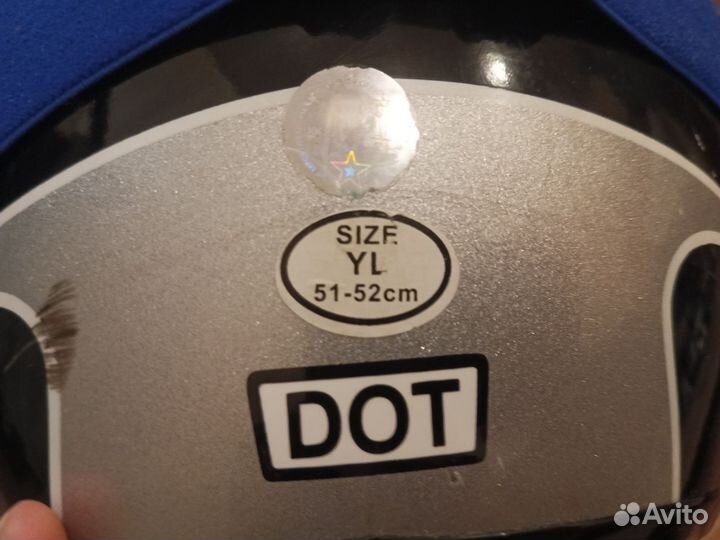 SIZE
YL
51-52cm
DOT
Avito